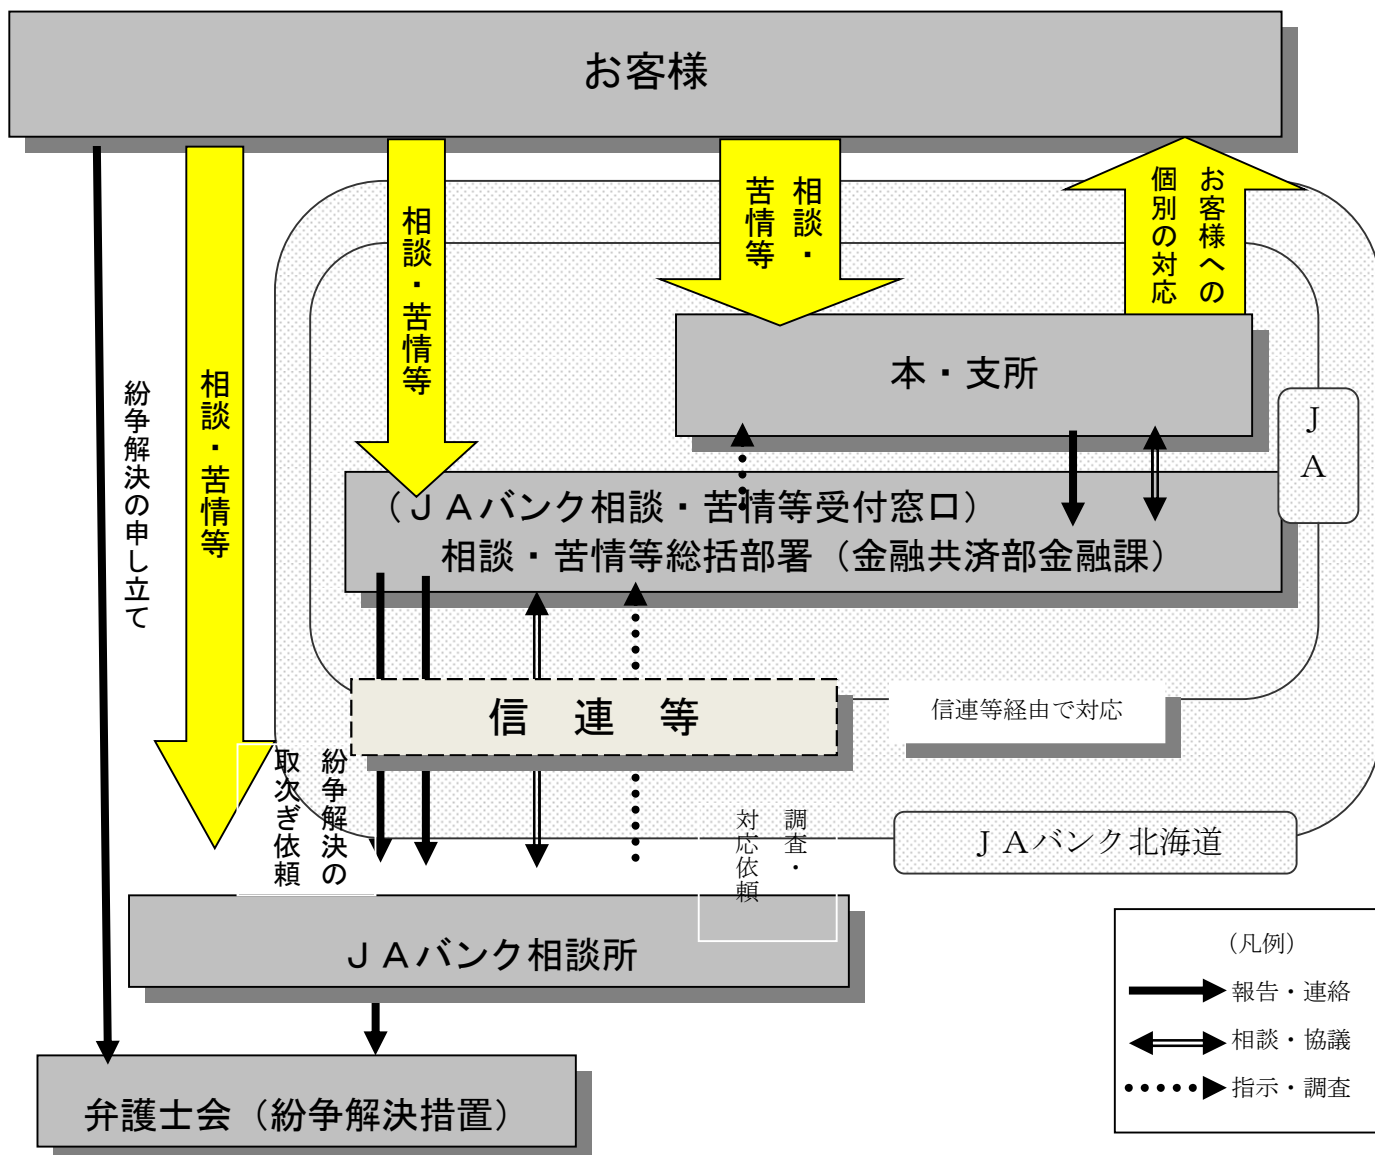 お客様
相談・
苦情等
お客様への
個別の対応
相談・苦情等
相談・苦情等
紛争解決の申し立て
本・支所
ＪＡ
（ＪＡバンク相談・苦情等受付窓口）
相談・苦情等総括部署（金融共済部金融課）
信　連　等
信連等経由で対応
紛争解決の
取次ぎ依頼
調査・
対応依頼
ＪＡバンク北海道
ＪＡバンク相談所
弁護士会（紛争解決措置）
（凡例）
報告・連絡
相談・協議
指示・調査